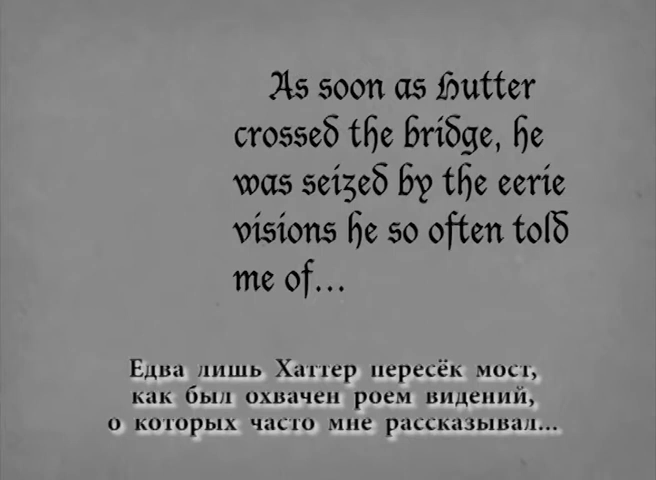 As soon as Hutter
crossed the bridge, he
was seized by the eerie
visions he so often told
me of...
Едва лишь Хаттер пересёк мост,
как был охвачен роем видений,
о которых часто мне рассказывал...